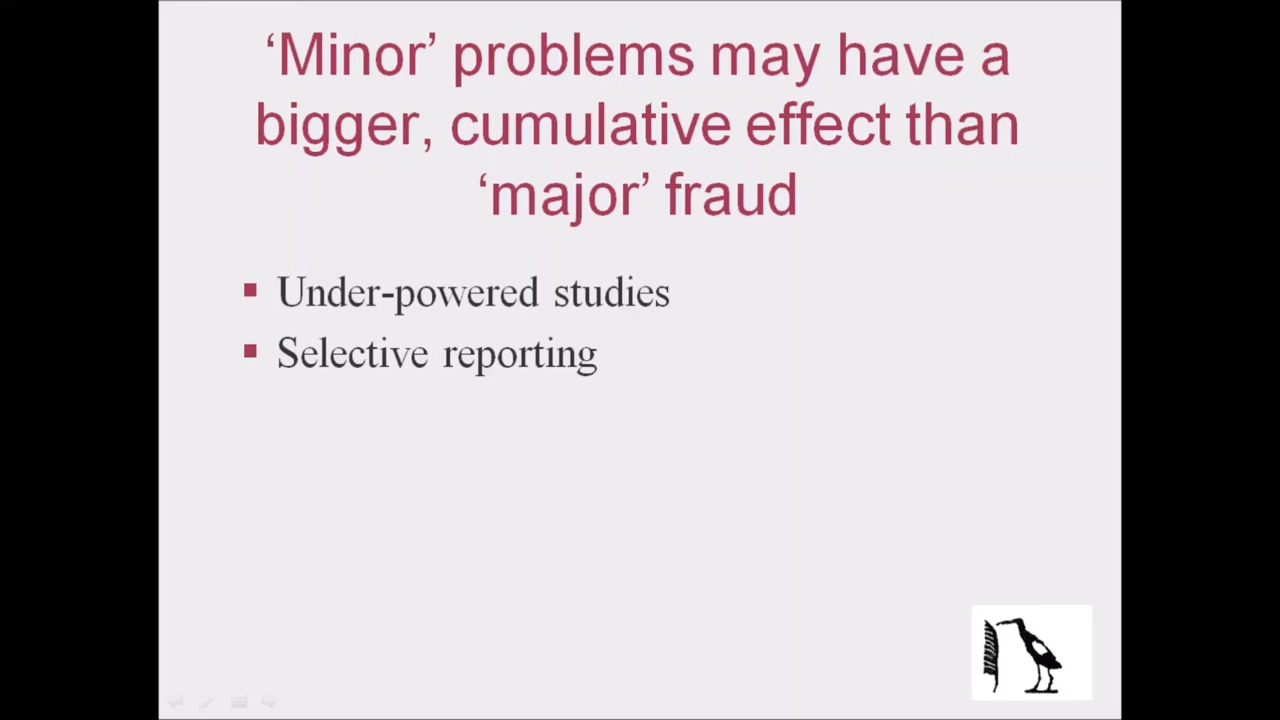 ‘Minor’ problems may have a
bigger, cumulative effect than
‘major’ fraud
Under-powered studies
Selective reporting